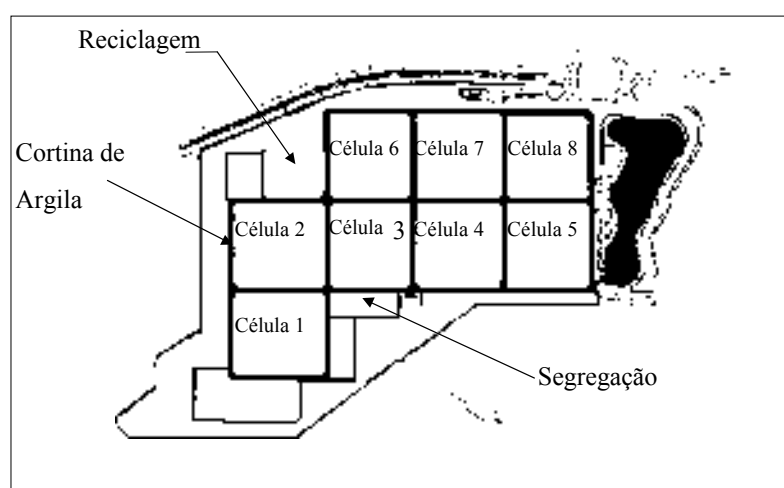 Reciclagem
Cortina de
Argila
Célula 6
Célula 7
Célula 8
Célula 2
Célula 3
Célula 4
Célula 5
Célula 1
Segregação